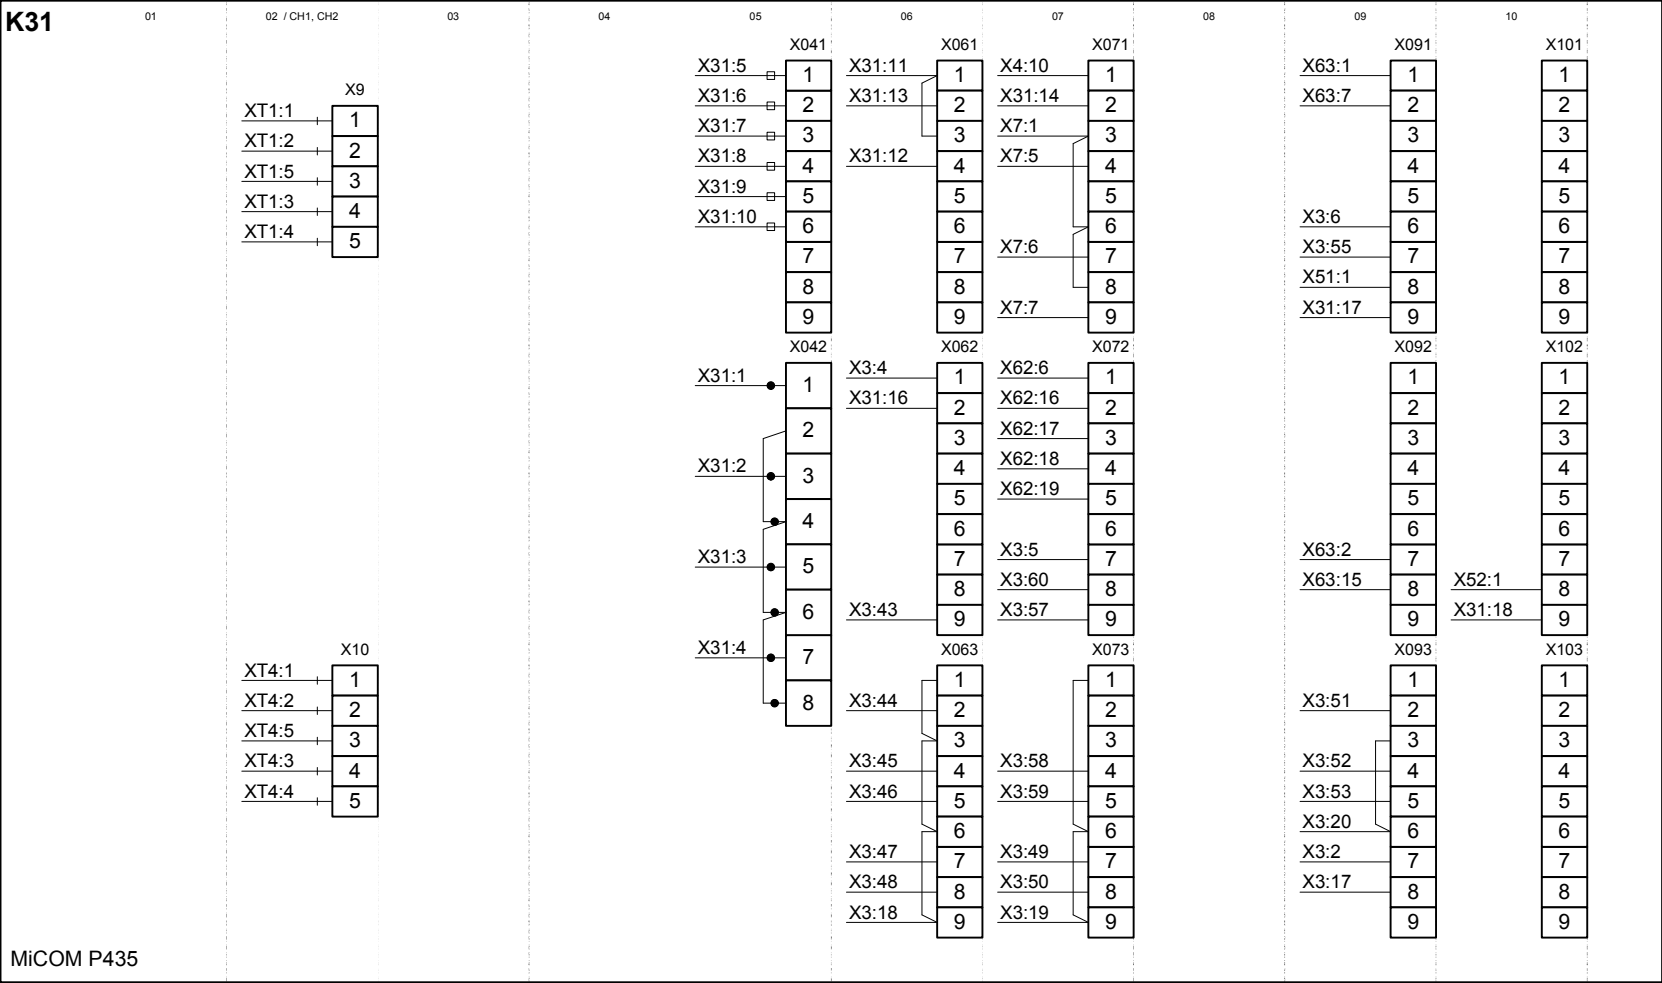 K31
01 02 / CH1, CH2 03 04 05 06 07 08 09 10
X9
XT1:1 1
XT1:2 2
XT1:5 3
XT1:3 4
XT1:4 5
X10
XT4:1 1
XT4:2 2
XT4:5 3
XT4:3 4
XT4:4 5
X041
X31:5 1
X31:6 2
X31:7 3
X31:8 4
X31:9 5
X31:10 6
7
8
9
X042
X31:1 1
2
X31:2 3
4
X31:3 5
6
X31:4 7
8
X061
X31:11 1
X31:13 2
3
X31:12 4
5
6
7
8
9
X062
X3:4 1
X31:16 2
3
4
5
6
7
8
X3:43 9
X063
1
X3:44 2
3
X3:45 4
X3:46 5
6
X3:47 7
X3:48 8
X3:18 9
X071
X4:10 1
X31:14 2
X7:1 3
X7:5 4
5
6
X7:6 7
8
X7:7 9
X072
X62:6 1
X62:16 2
X62:17 3
X62:18 4
X62:19 5
6
X3:5 7
X3:60 8
X3:57 9
X073
1
2
3
X3:58 4
X3:59 5
6
X3:49 7
X3:50 8
X3:19 9
X091
X63:1 1
X63:7 2
3
4
5
X3:6 6
X3:55 7
X51:1 8
X31:17 9
X092
1
2
3
4
5
6
X63:2 7
X63:15 8
9
X093
1
X3:51 2
3
X3:52 4
X3:53 5
X3:20 6
X3:2 7
X3:17 8
9
X101
1
2
3
4
5
6
7
8
9
X102
1
2
3
4
5
6
7
X52:1 8
X31:18 9
X103
1
2
3
4
5
6
7
8
9
MiCOM P435